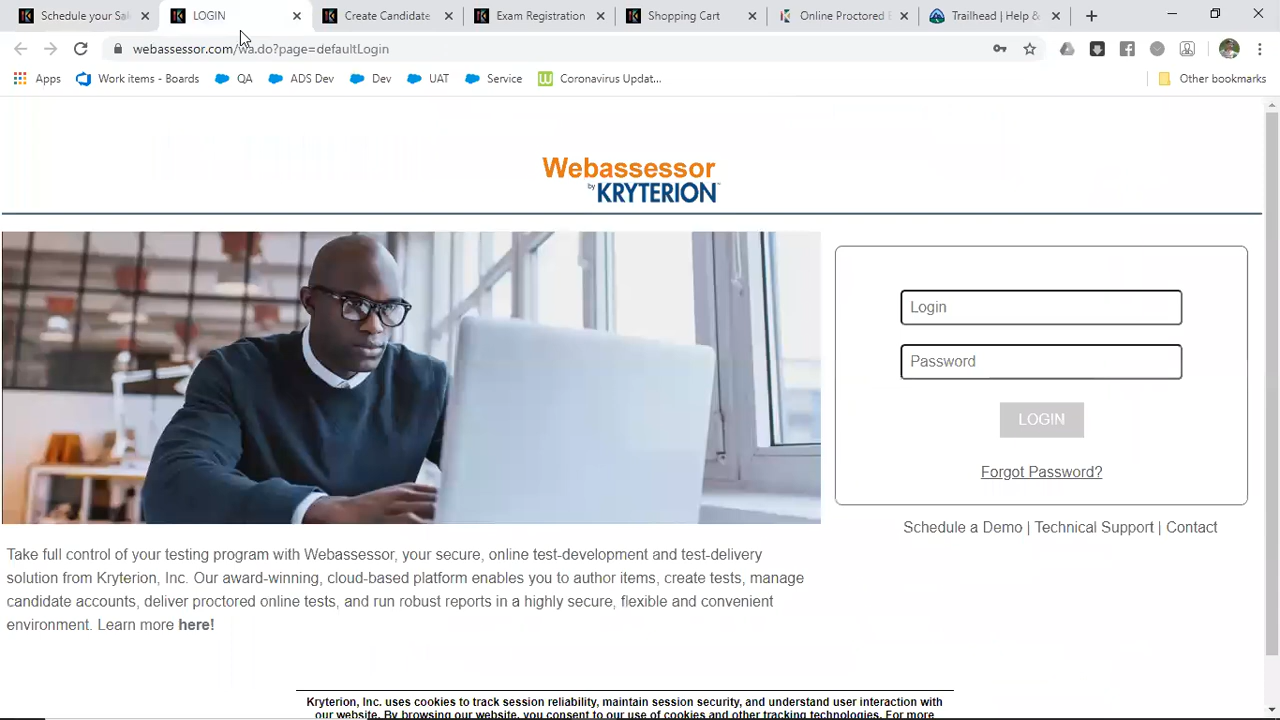 Schedule your Sal LOGIN Create Candidate Exam Registration Shopping Cart Online Proctored E Trailhead | Help &
webassessor.com/wa.do?page=defaultLogin
Apps Work items - Boards QA ADS Dev Dev UAT Service Coronavirus Updat... Other bookmarks
Webassessor
by KRYTERION
Login
Password
LOGIN
Forgot Password?
Schedule a Demo | Technical Support | Contact
Take full control of your testing program with Webassessor, your secure, online test-development and test-delivery
solution from Kryterion, Inc. Our award-winning, cloud-based platform enables you to author items, create tests, manage
candidate accounts, deliver proctored online tests, and run robust reports in a highly secure, flexible and convenient
environment. Learn more here!
Kryterion, Inc. uses cookies to track session reliability, maintain session security, and understand user interaction with
our website. By browsing our website, you consent to our use of cookies and other tracking technologies. For more